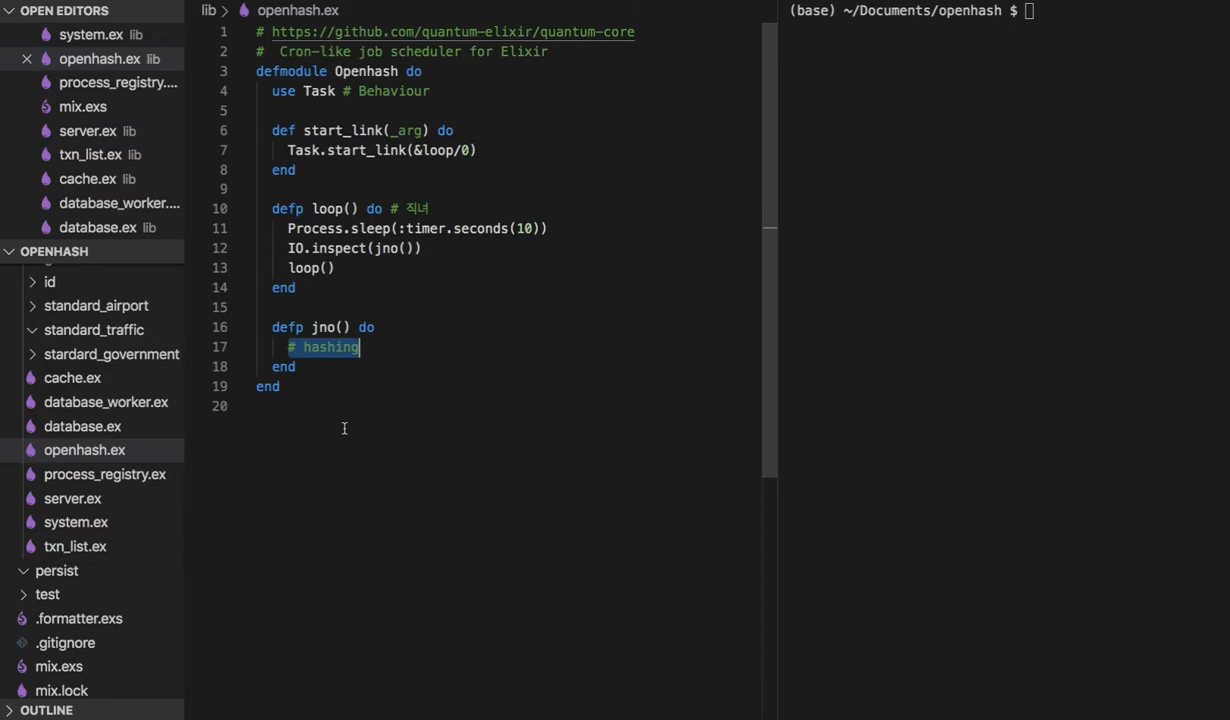 OPEN EDITORS
system.ex lib
openhash.ex lib
process_registry....
mix.exs
server.ex lib
txn_list.ex lib
cache.ex lib
database_worker....
database.ex lib
OPENHASH
id
standard_airport
standard_traffic
stardard_government
cache.ex
database_worker.ex
database.ex
openhash.ex
process_registry.ex
server.ex
system.ex
txn_list.ex
persist
test
.formatter.exs
.gitignore
mix.exs
mix.lock
OUTLINE
lib > openhash.ex
1 # https://github.com/quantum-elixir/quantum-core
2 # Cron-like job scheduler for Elixir
3 defmodule Openhash do
4 use Task # Behaviour
5
6 def start_link(_arg) do
7 Task.start_link(&loop/0)
8 end
9
10 defp loop() do # 직녀
11 Process.sleep(:timer.seconds(10))
12 IO.inspect(jno())
13 loop()
14 end
15
16 defp jno() do
17 # hashing
18 end
19 end
20
(base) ~/Documents/openhash $